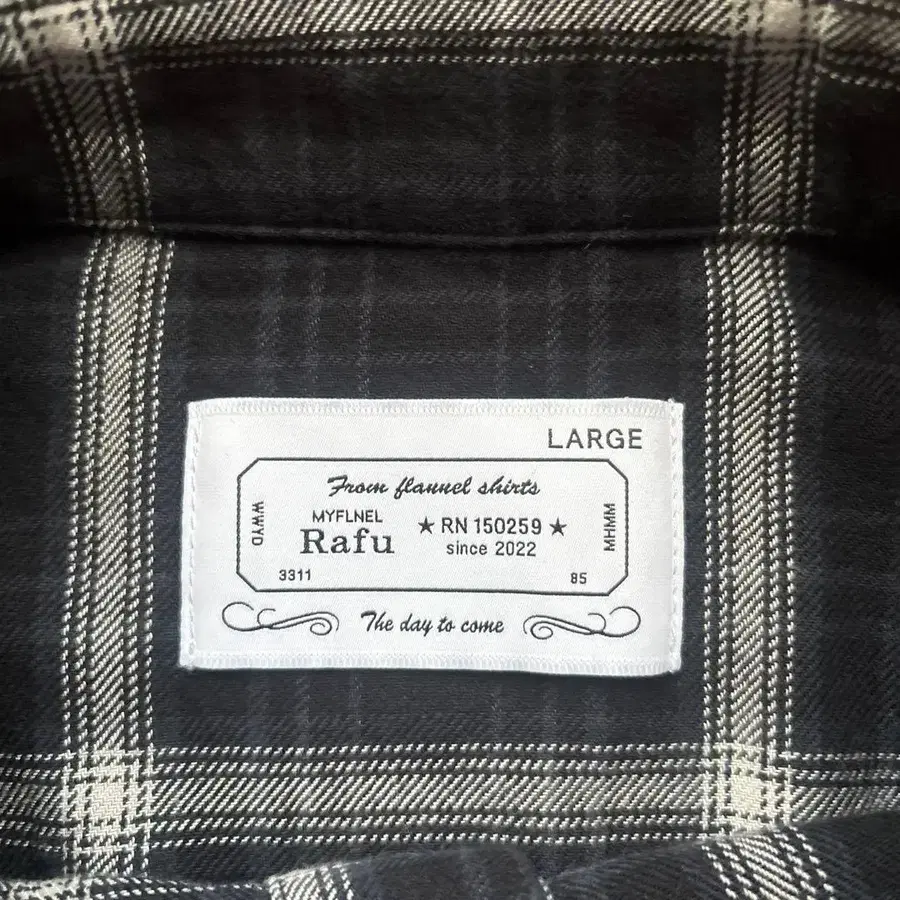 LARGE
From flannel shirts
WWYD
MYFLNEL
Rafu
★ RN 150259 ★
since 2022
MHMM
3311
85
The day to come